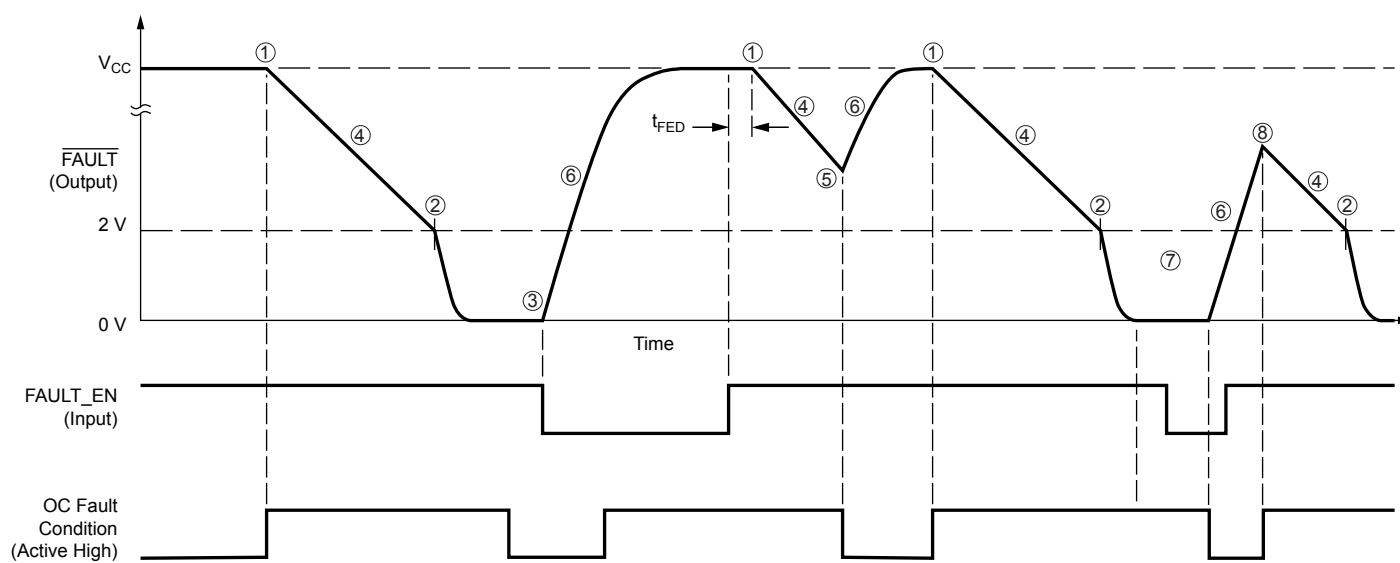 ① ① ①
V_CC
④ ⑥
t_FED
④ ④ ⑧
FAULT
(Output)
⑥ ⑤ ④
② ② ⑥ ②
2 V
⑦
③
0 V
Time
FAULT_EN
(Input)
OC Fault
Condition
(Active High)